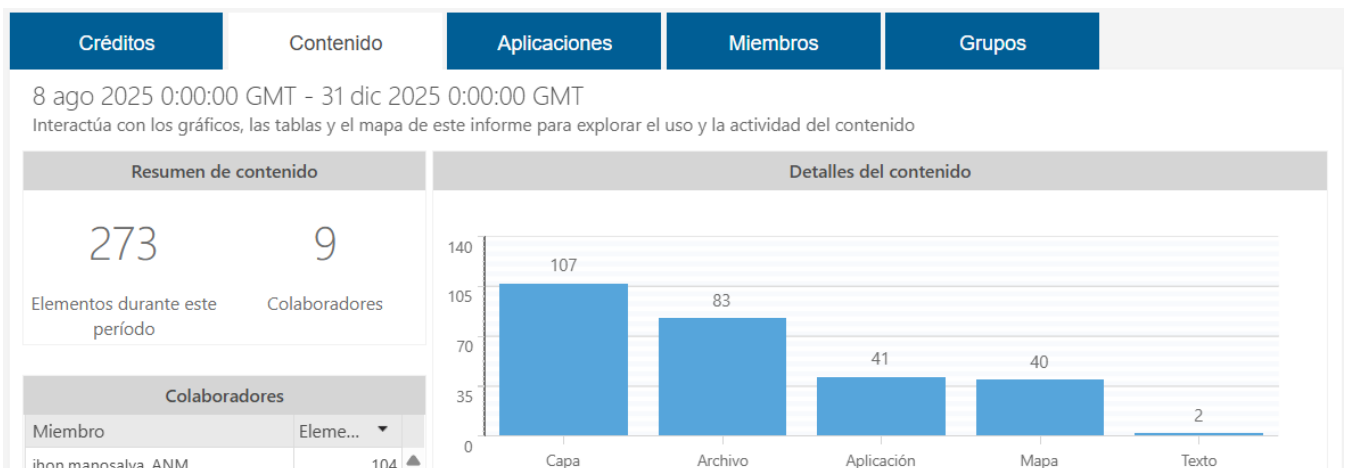 Créditos
Contenido
Aplicaciones
Miembros
Grupos
8 ago 2025 0:00:00 GMT - 31 dic 2025 0:00:00 GMT
Interactúa con los gráficos, las tablas y el mapa de este informe para explorar el uso y la actividad del contenido
Resumen de contenido
273
9
Elementos durante este
período
Colaboradores
Colaboradores
Miembro
Eleme...
jhon.manosalva_ANM
104
Detalles del contenido
140
105
70
35
0
107
83
41
40
2
Capa
Archivo
Aplicación
Mapa
Texto